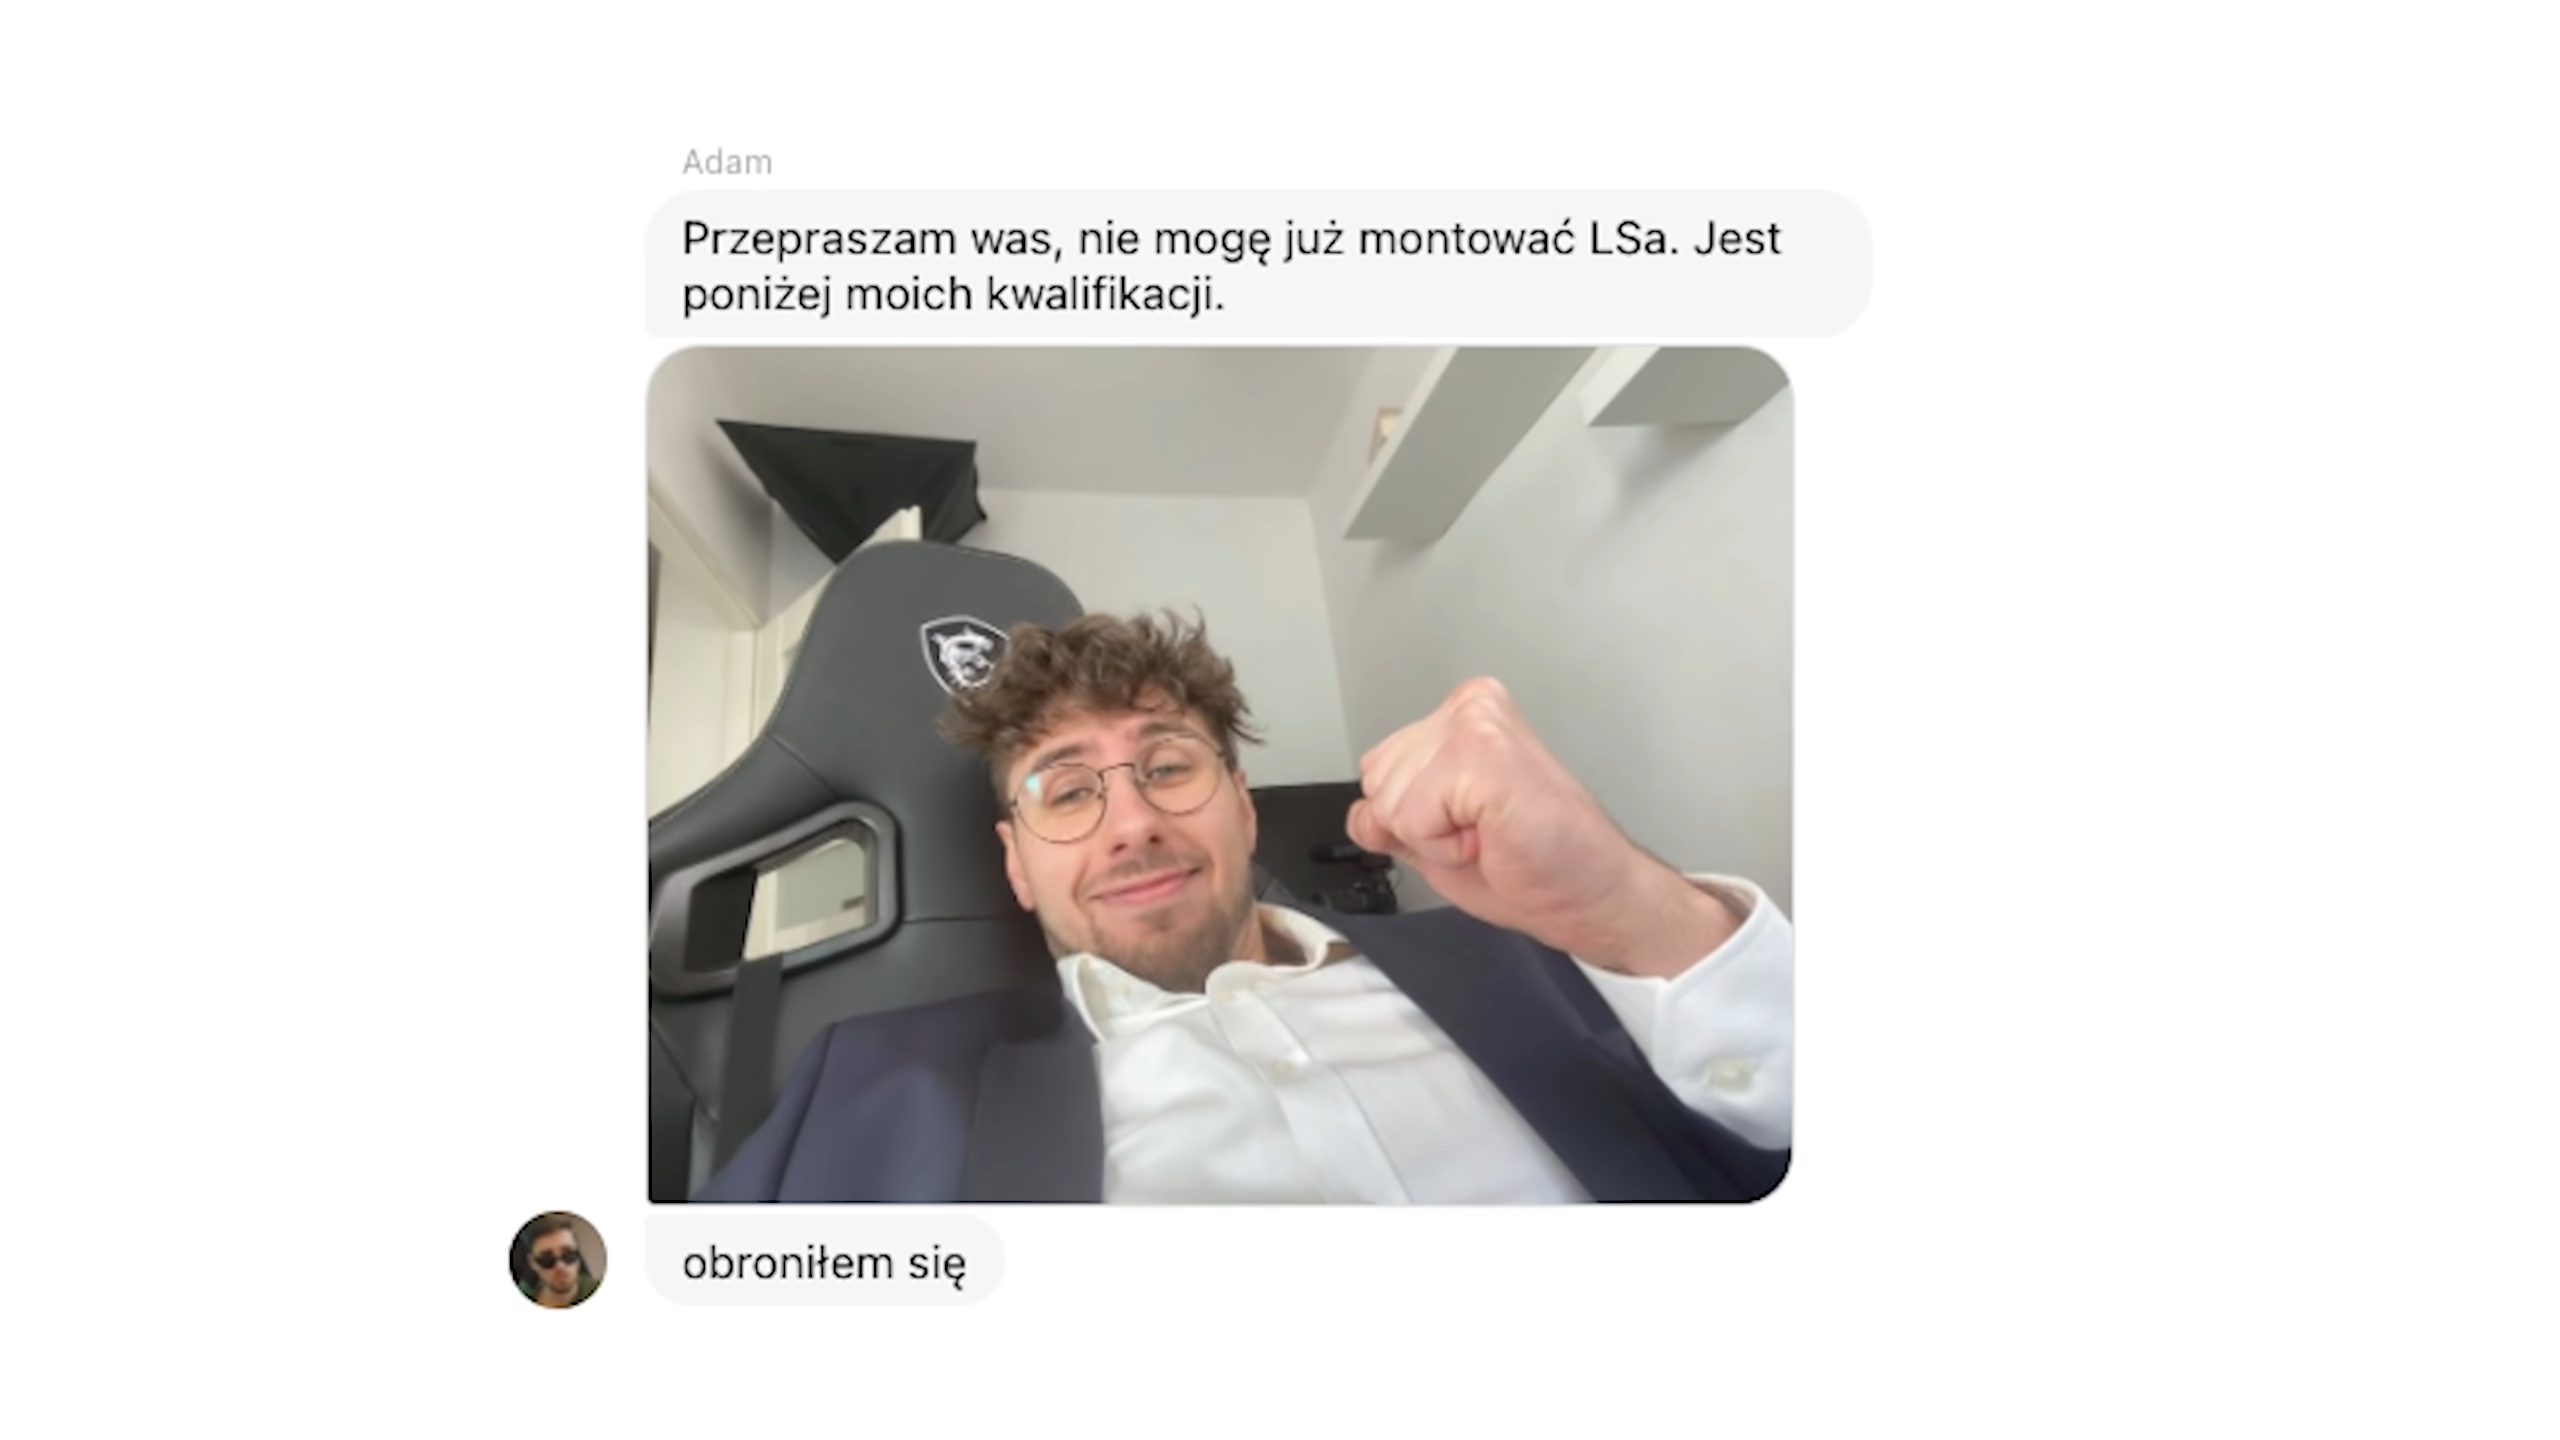 Adam
Przepraszam was, nie mogę już montować LSa. Jest
poniżej moich kwalifikacji.
obroniłem się